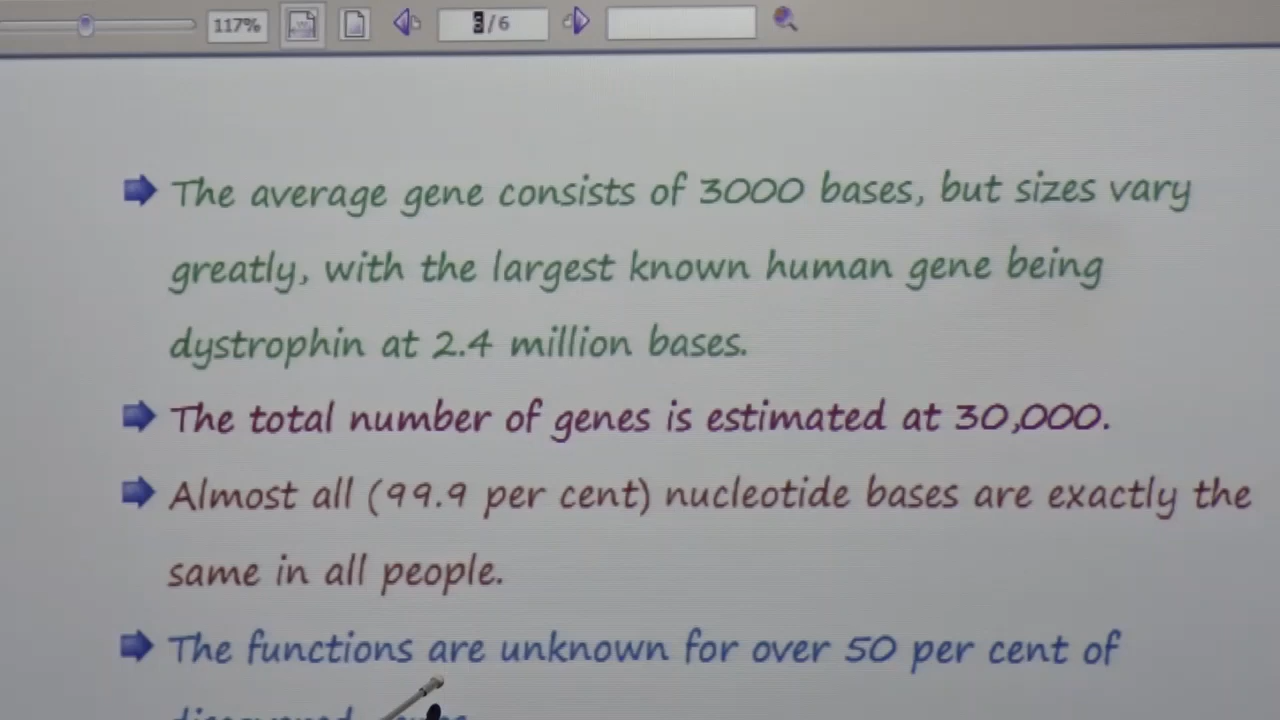 117%
/ 6
The average gene consists of 3000 bases, but sizes vary
greatly, with the largest known human gene being
dystrophin at 2.4 million bases.
The total number of genes is estimated at 30,000.
Almost all (99.9 per cent) nucleotide bases are exactly the
same in all people.
The functions are unknown for over 50 per cent of
discovered